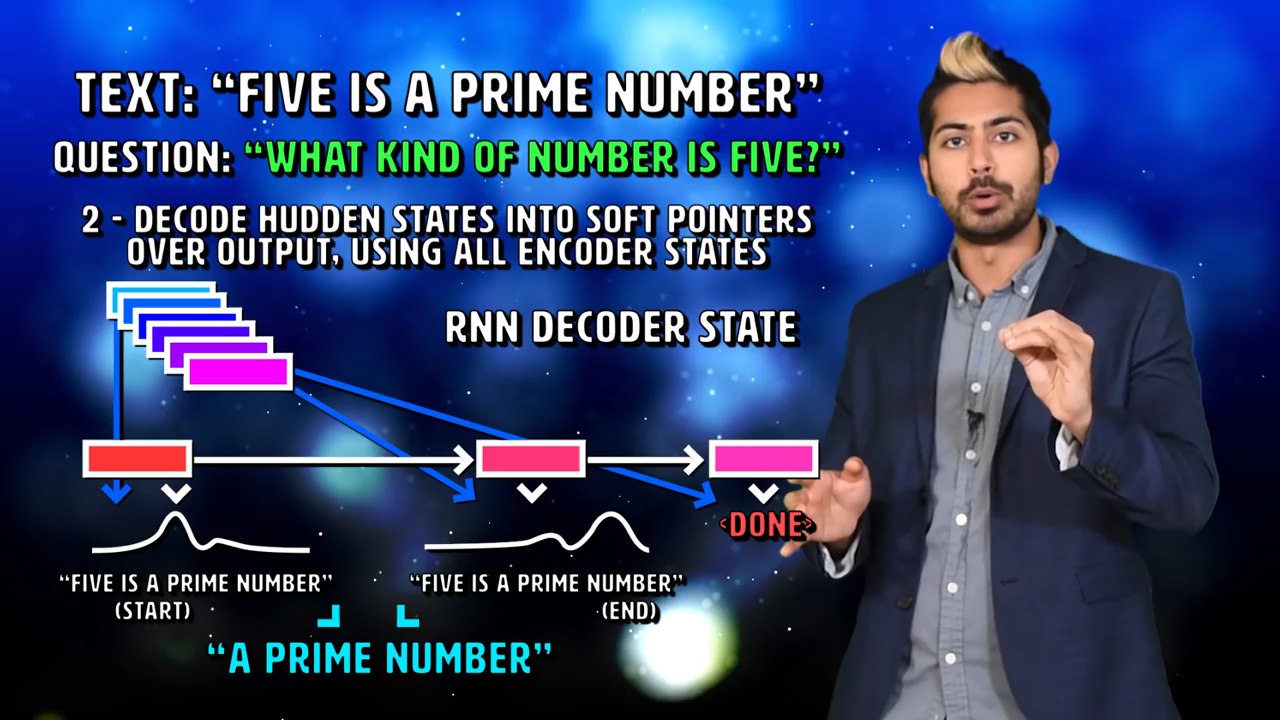 TEXT: “FIVE IS A PRIME NUMBER”
QUESTION: “WHAT KIND OF NUMBER IS FIVE?”
2 - DECODE HUDDEN STATES INTO SOFT POINTERS
OVER OUTPUT, USING ALL ENCODER STATES
RNN DECODER STATE
<DONE>
“FIVE IS A PRIME NUMBER”
(START)
“FIVE IS A PRIME NUMBER”
(END)
“A PRIME NUMBER”